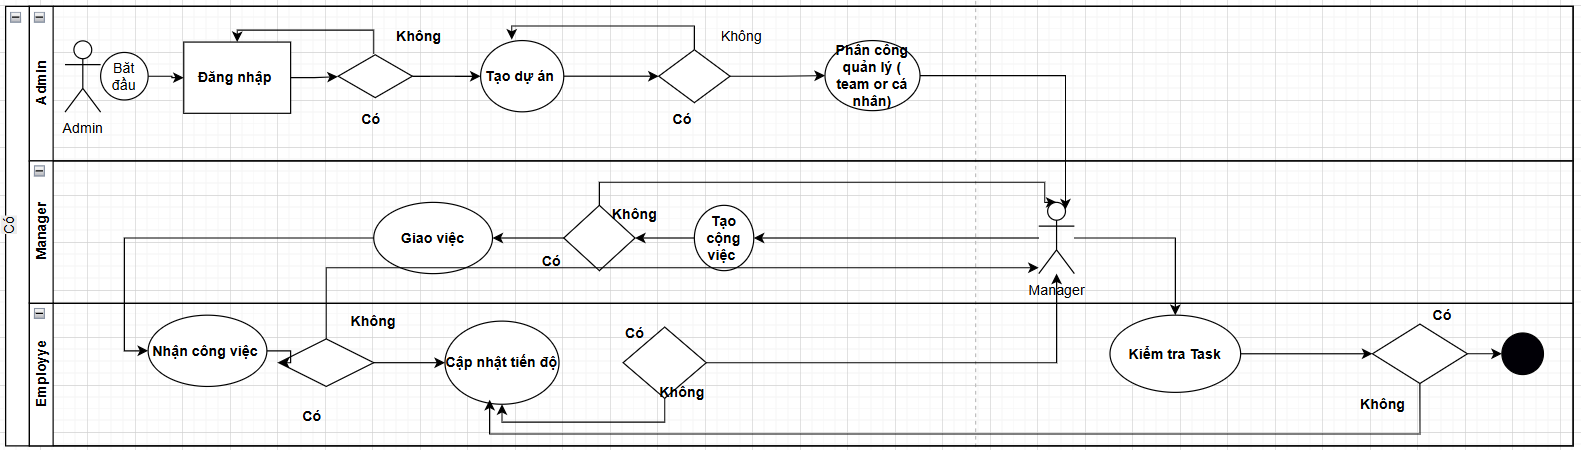 Có
Admin
Admin
Băt
đầu
Đăng nhập
Không
Có
Tạo dự án
Không
Có
Phân công
quản lý (
team or cá
nhân)
Manager
Giao việc
Không
Có
Tạo
cộng
việc
Manager
Employye
Nhận công việc
Không
Có
Cập nhật tiến độ
Có
Không
Kiểm tra Task
Có
Không